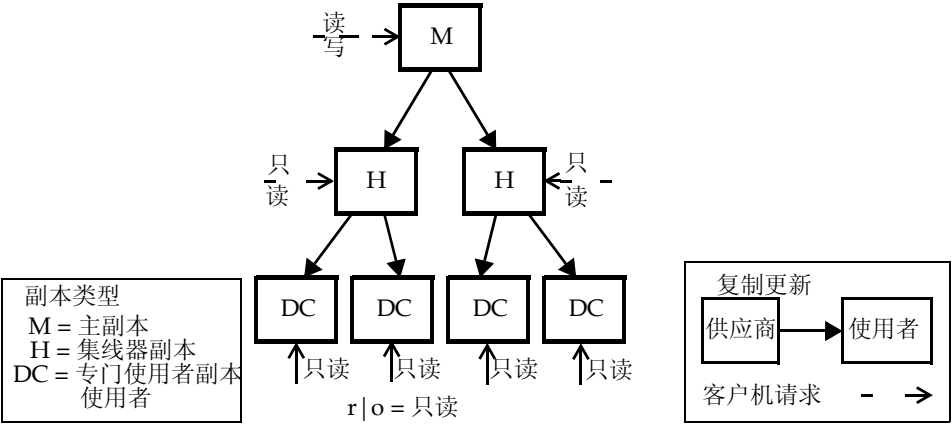 读写
M
只读
H
H
只读
DC
DC
DC
DC
只读
只读
只读
只读
r|o = 只读
副本类型
M = 主副本
H = 集线器副本
DC = 专门使用者副本
使用者
复制更新
供应商
使用者
客户机请求